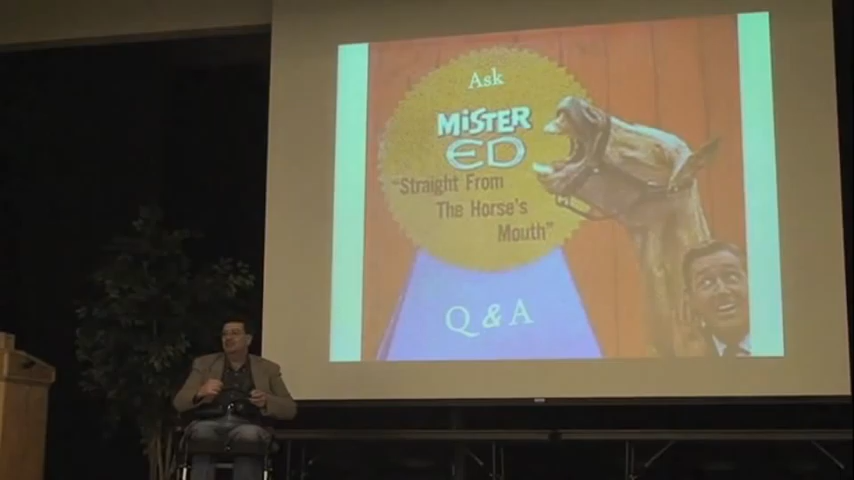 Ask
MiSTER
ED
"Straight From
The Horse's
Mouth"
Q & A